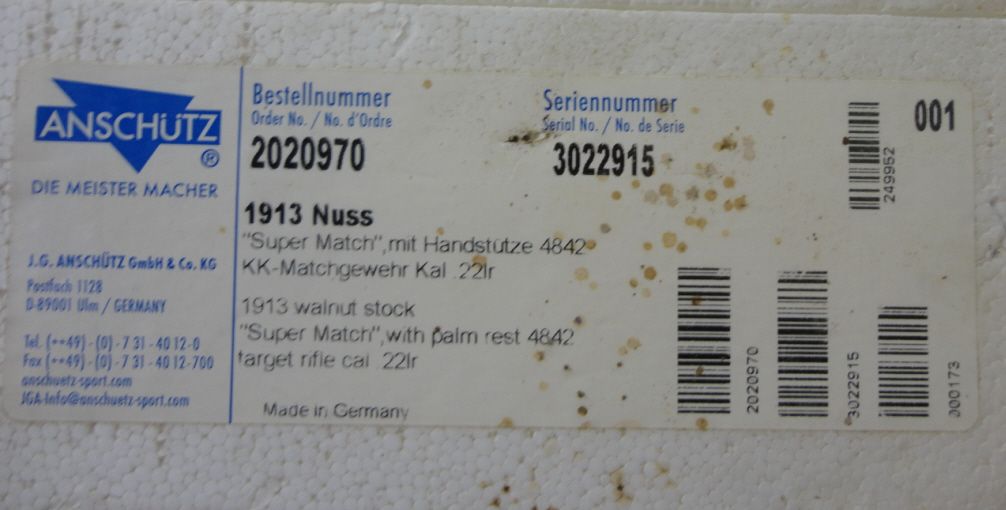 ANSCHÜTZ
®
DIE MEISTER MACHER
J.G. ANSCHÜTZ GmbH & Co. KG
Postfach 1128
D-89001 Ulm / GERMANY
Tel. (++49)-(0)-7 31-40 12-0
Fax (++49)-(0)-7 31-40 12-700
anschuetz-sport.com
JGA-Info@anschuetz-sport.com
Bestellnummer
Order No. / No. d'Ordre
2020970
Seriennummer
Serial No. / No. de Serie
3022915
1913 Nuss
"Super Match",mit Handstütze 4842
KK-Matchgewehr Kal .22lr
1913 walnut stock
"Super Match",with palm rest 4842
target rifle cal .22lr
Made in Germany
249952
001
2020970
3022915
000173